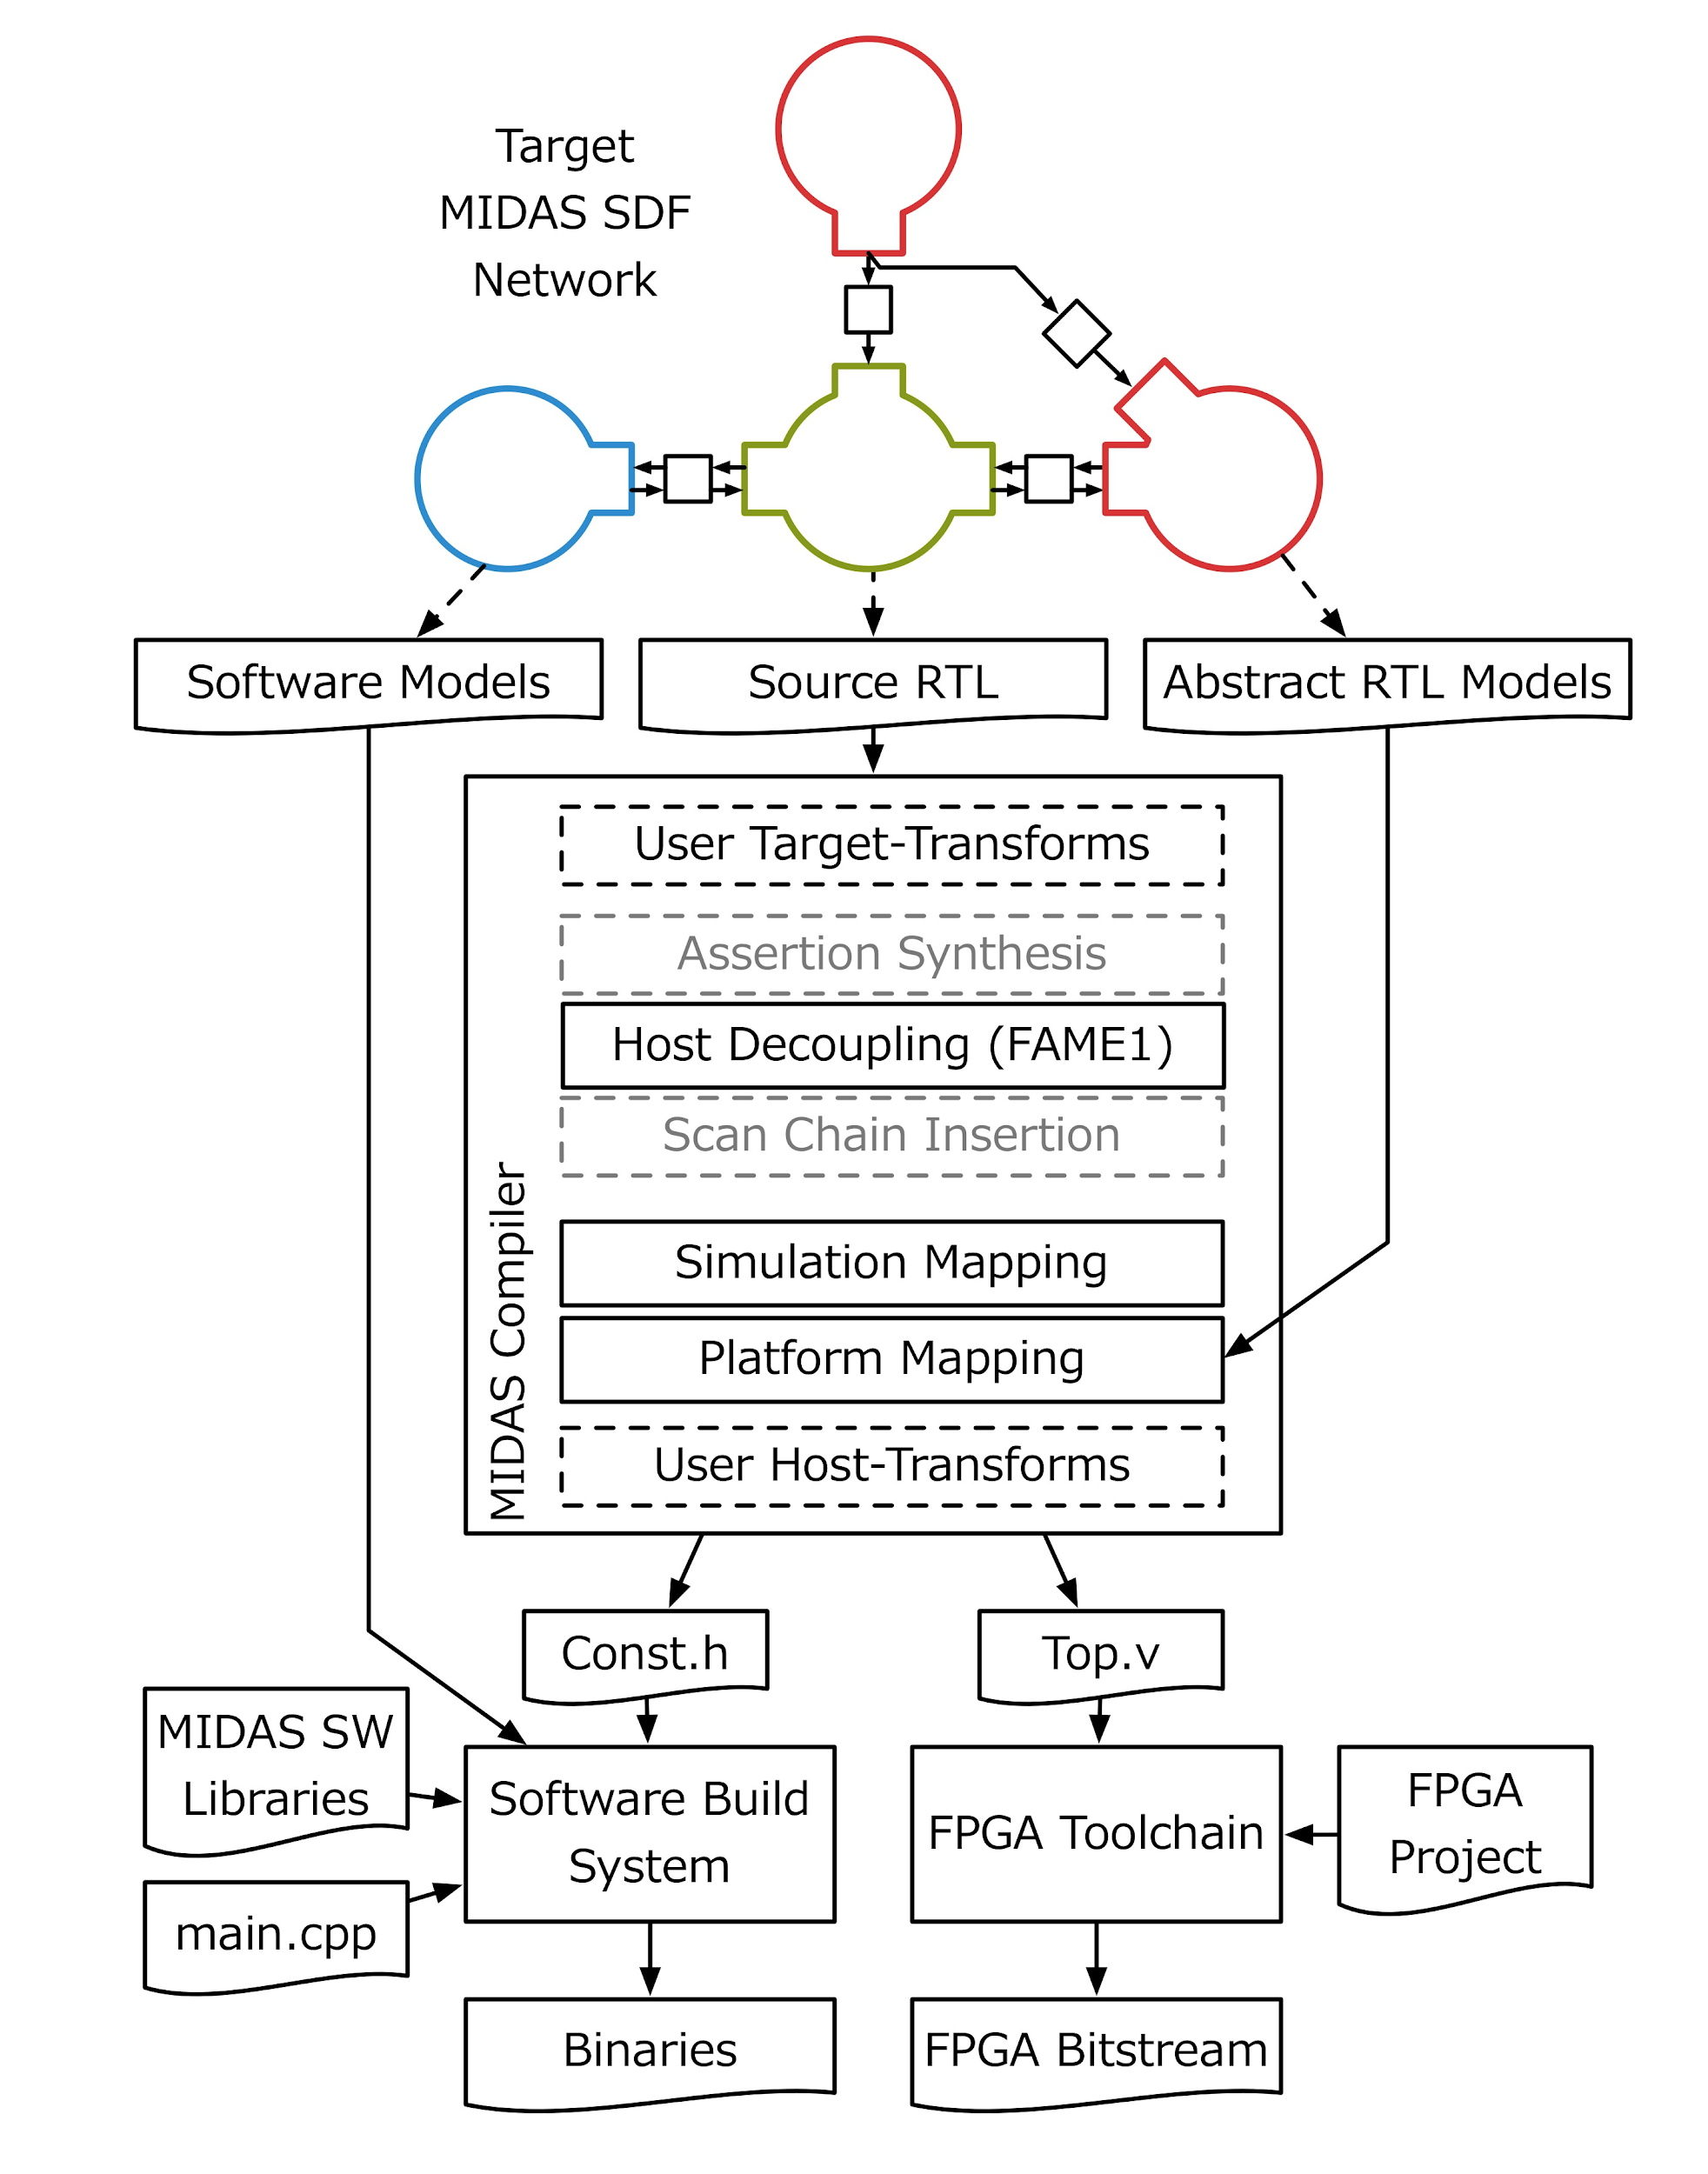 Target
MIDAS SDF
Network
Software Models
Source RTL
Abstract RTL Models
MIDAS Compiler
User Target-Transforms
Assertion Synthesis
Host Decoupling (FAME1)
Scan Chain Insertion
Simulation Mapping
Platform Mapping
User Host-Transforms
Const.h
Top.v
MIDAS SW
Libraries
main.cpp
Software Build
System
FPGA Toolchain
FPGA
Project
Binaries
FPGA Bitstream